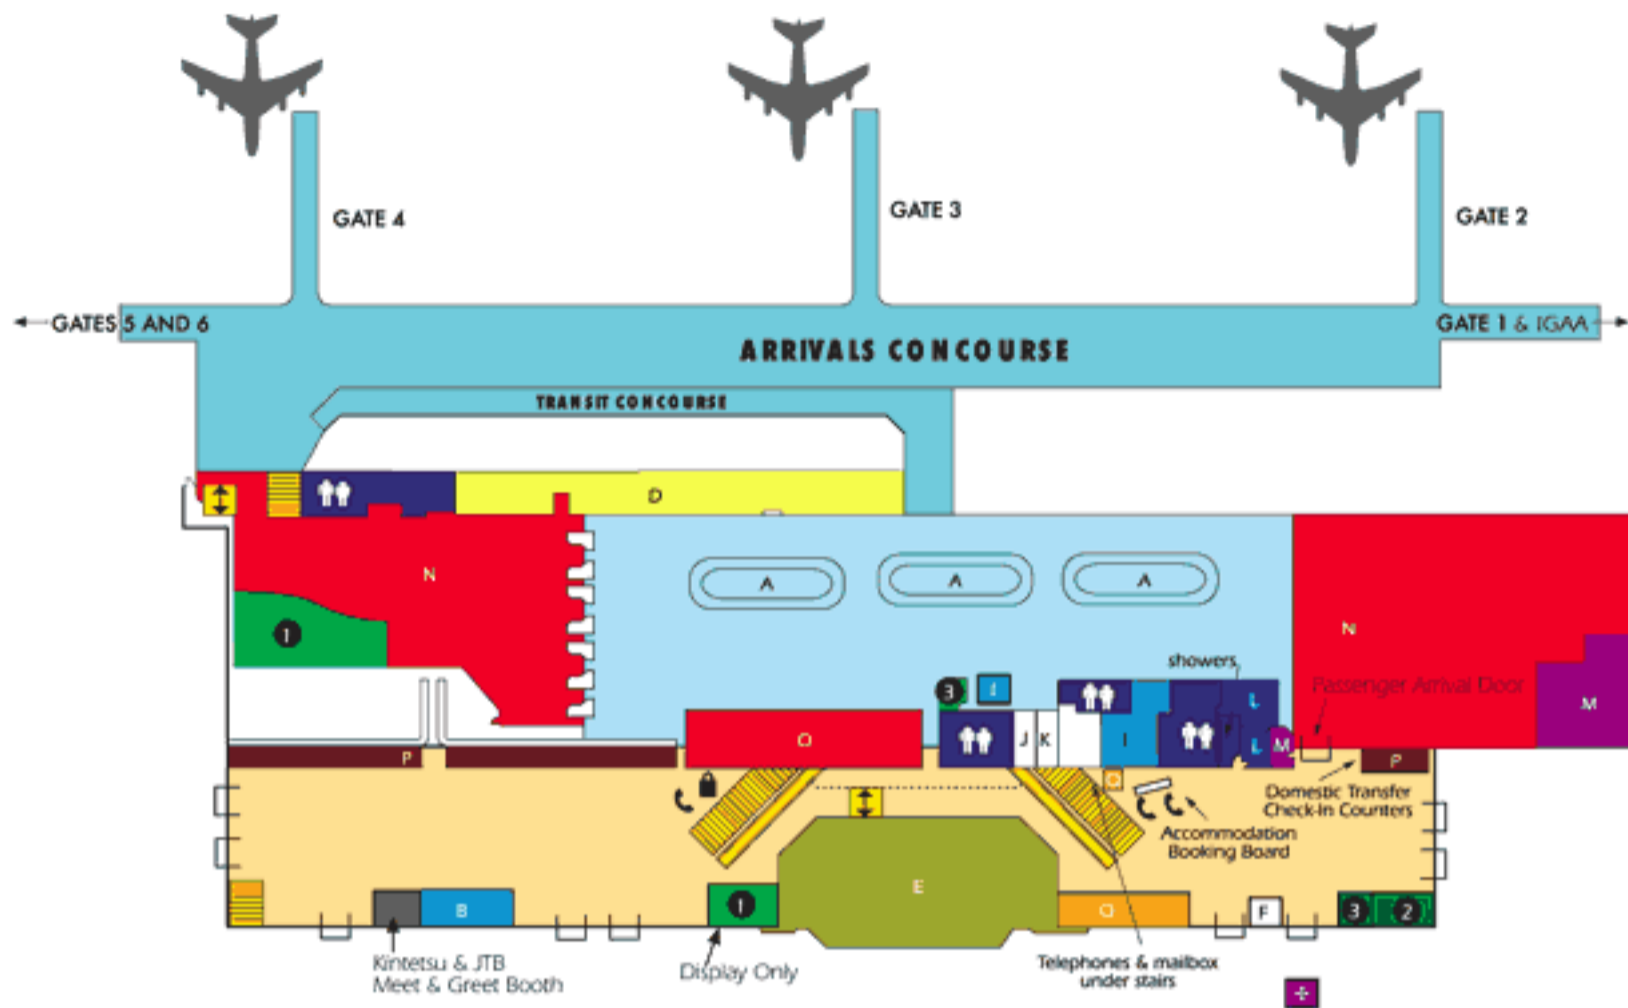 GATE 4
GATE 3
GATE 2
GATES 5 AND 6
GATE 1 & IGAA
ARRIVALS CONCOURSE
TRANSIT CONCOURSE
D
N
A
A
A
1
N
showers
3
Passenger Arrival Door
L
M
O
J
K
I
L
M
P
P
Domestic Transfer
Check-In Counters
Accommodation
Booking Board
E
1
B
F
3
2
Kintetsu & JTB
Meet & Greet Booth
Display Only
Telephones & mailbox
under stairs